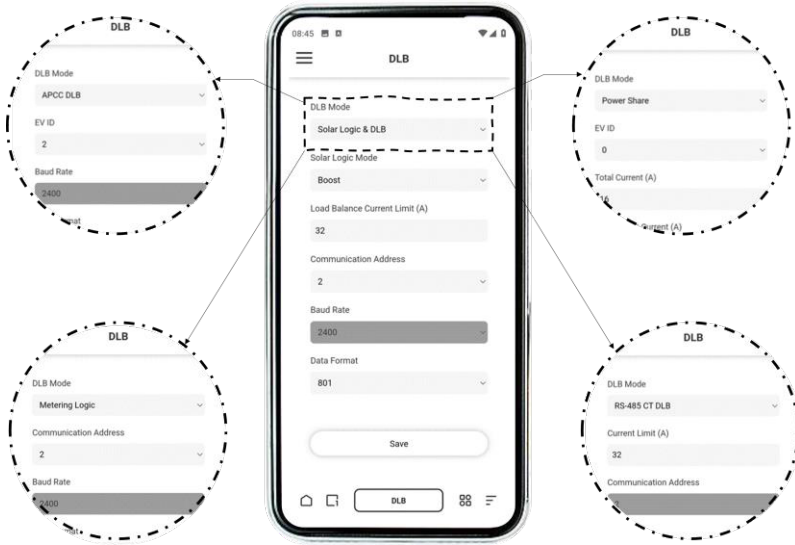 DLB
DLB Mode
APCC DLB
EV ID
2
Baud Rate
2400
08:45
DLB
DLB Mode
Solar Logic & DLB
Solar Logic Mode
Boost
Load Balance Current Limit (A)
32
Communication Address
2
Baud Rate
2400
Data Format
801
Save
DLB
DLB
DLB Mode
Power Share
EV ID
0
Total Current (A)
16
Current (A)
DLB
DLB Mode
Metering Logic
Communication Address
2
Baud Rate
2400
DLB
DLB Mode
RS-485 CT DLB
Current Limit (A)
32
Communication Address